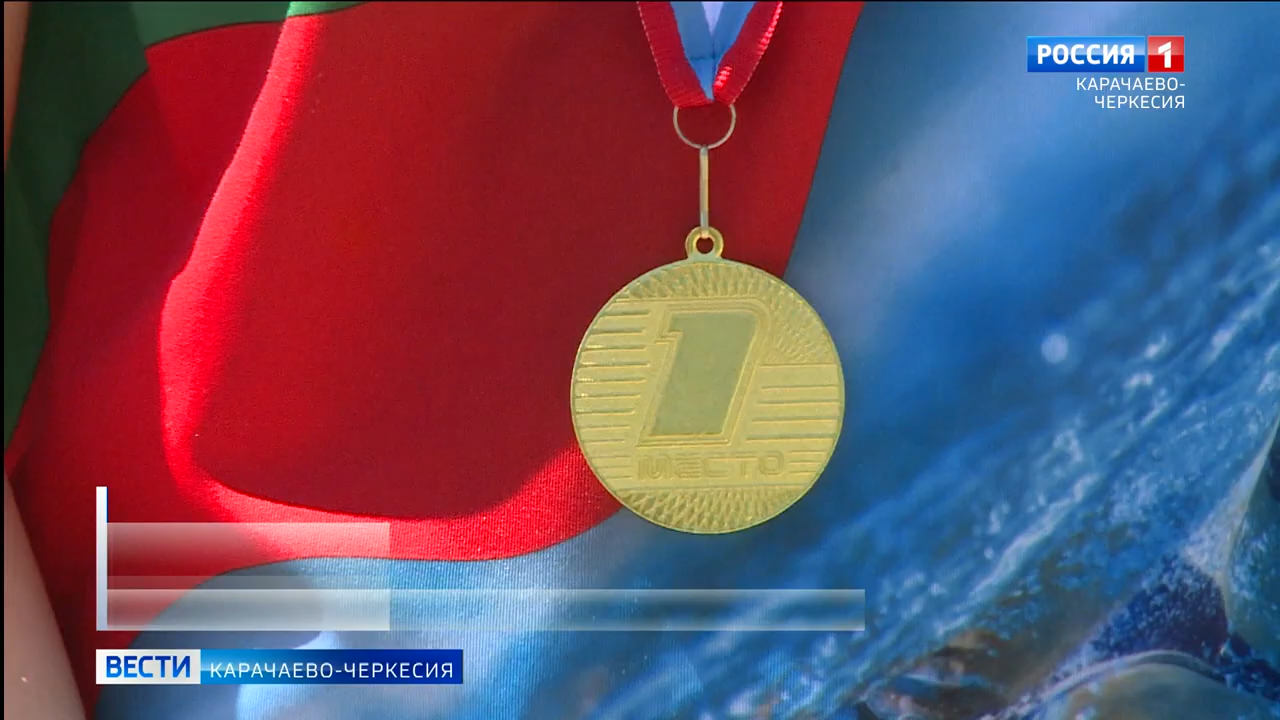 РОССИЯ 1
КАРАЧАЕВО-
ЧЕРКЕСИЯ
1
МЕСТО
ВЕСТИ КАРАЧАЕВО-ЧЕРКЕСИЯ